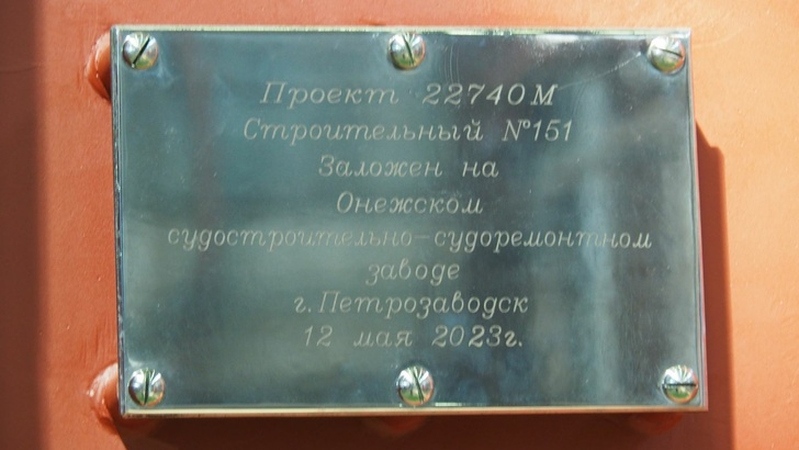 Проект 22740М
Строительный №151
Заложен на
Онежском
судостроительно-судоремонтном
заводе
г. Петрозаводск
12 мая 2023г.